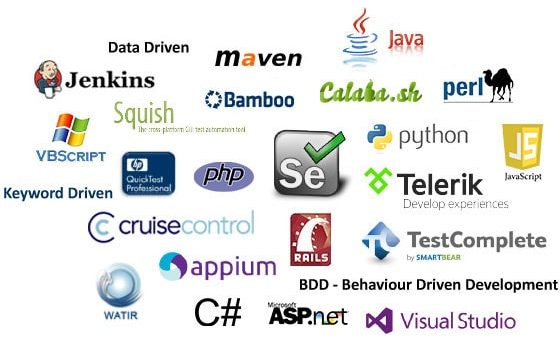 Data Driven
maven
Java
Jenkins
Bamboo
Calaba.sh
perl
Squish
The cross-platform GUI test automation tool
VBSCRIPT
hp
QuickTest
Professional
php
Se
python
JS
JavaScript
Keyword Driven
Telerik
Develop experiences
cruisecontrol
RAILS
TestComplete
by SMARTBEAR
appium
BDD - Behaviour Driven Development
WATIR
C#
Microsoft
ASP.net
Visual Studio